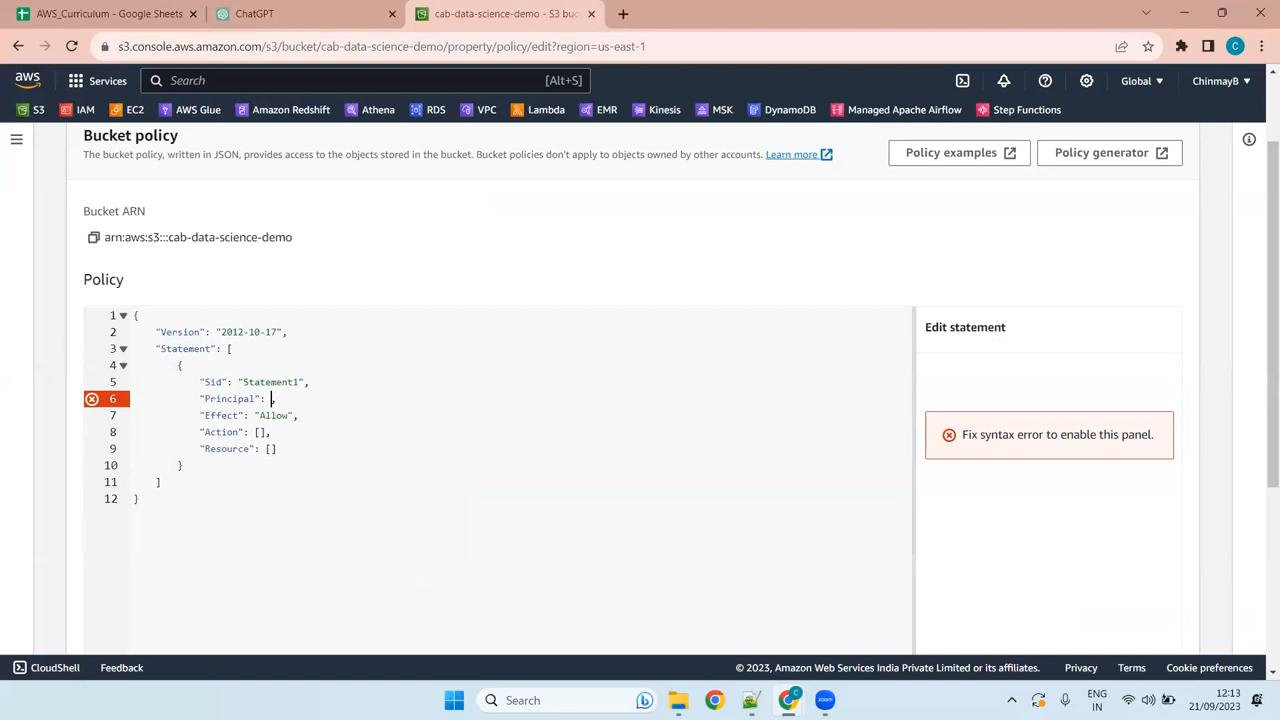 AWS_Curriculum - Google Sheets
ChatGPT
cab-data-science-demo - S3 buc
s3.console.aws.amazon.com/s3/bucket/cab-data-science-demo/property/policy/edit?region=us-east-1
aws
Services
Search
[Alt+S]
Global
ChinmayB
S3
IAM
EC2
AWS Glue
Amazon Redshift
Athena
RDS
VPC
Lambda
EMR
Kinesis
MSK
DynamoDB
Managed Apache Airflow
Step Functions
Bucket policy
The bucket policy, written in JSON, provides access to the objects stored in the bucket. Bucket policies don't apply to objects owned by other accounts. Learn more
Policy examples
Policy generator
Bucket ARN
arn:aws:s3:::cab-data-science-demo
Policy
1 {
2 "Version": "2012-10-17",
3 "Statement": [
4 {
5 "Sid": "Statement1",
6 "Principal": ,
7 "Effect": "Allow",
8 "Action": [],
9 "Resource": []
10 }
11 ]
12 }
Edit statement
Fix syntax error to enable this panel.
CloudShell
Feedback
© 2023, Amazon Web Services India Private Limited or its affiliates.
Privacy
Terms
Cookie preferences
Search
zoom
ENG
IN
12:13
21/09/2023